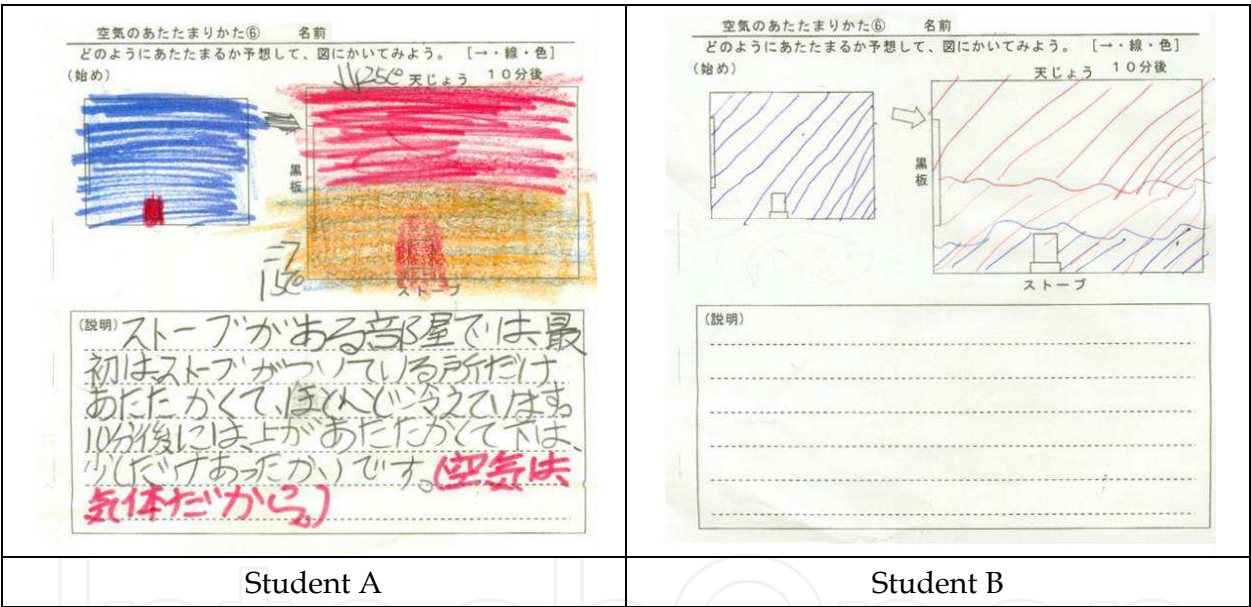 空気のあたたまりかた⑥ 名前
どのようにあたたまるか予想して、図にかいてみよう。 [→・線・色]
(始め)
25C° 天じょう 10分後
黒板
15C°
ストーブ
(説明) ストーブがある部屋では、最
初はストーブがついている所だけ
あたたかくて、ほとんど冷えています。
10分後には、上があたたかくて下は、
少しだけあったかいです。(空気は、
気体だから。)
Student A
空気のあたたまりかた⑥ 名前
どのようにあたたまるか予想して、図にかいてみよう。 [→・線・色]
(始め)
天じょう 10分後
黒板
ストーブ
(説明)
Student B